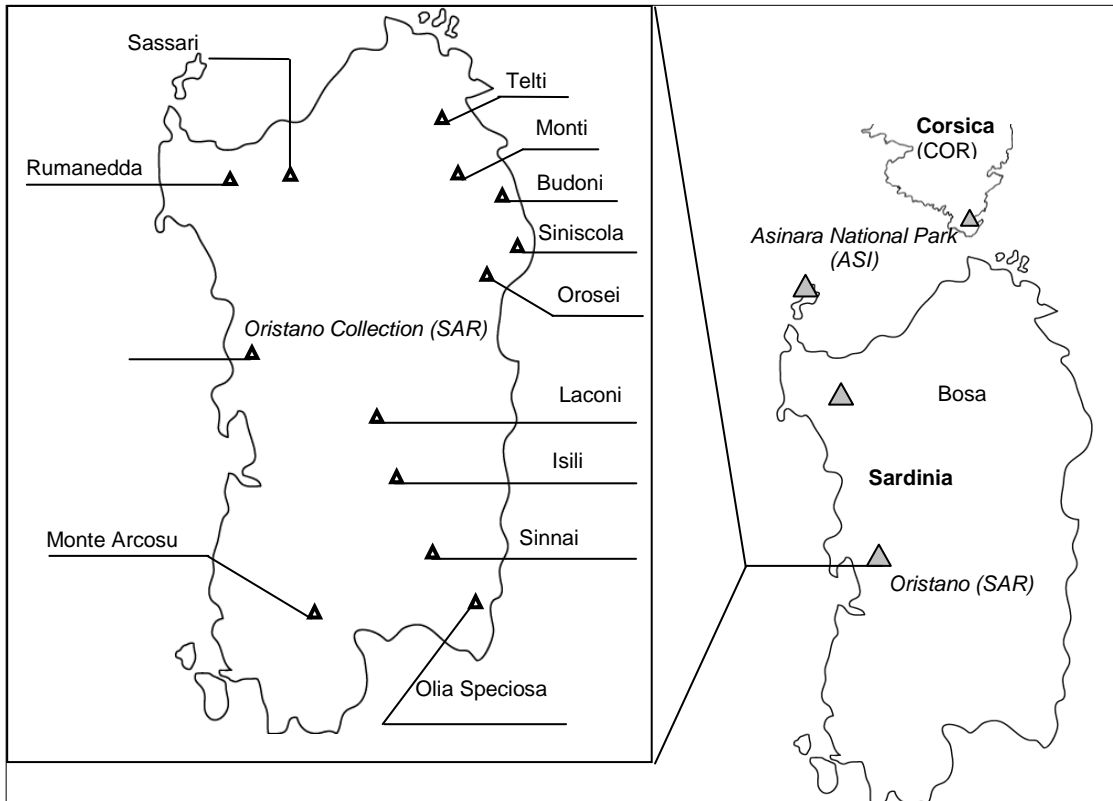 Sassari
Telti
Monti
Rumanedda
Budoni
Siniscola
Orosei
Oristano Collection (SAR)
Laconi
Isili
Sinnai
Monte Arcosu
Olia Speciosa
Corsica
(COR)
Asinara National Park
(ASI)
Bosa
Sardinia
Oristano (SAR)